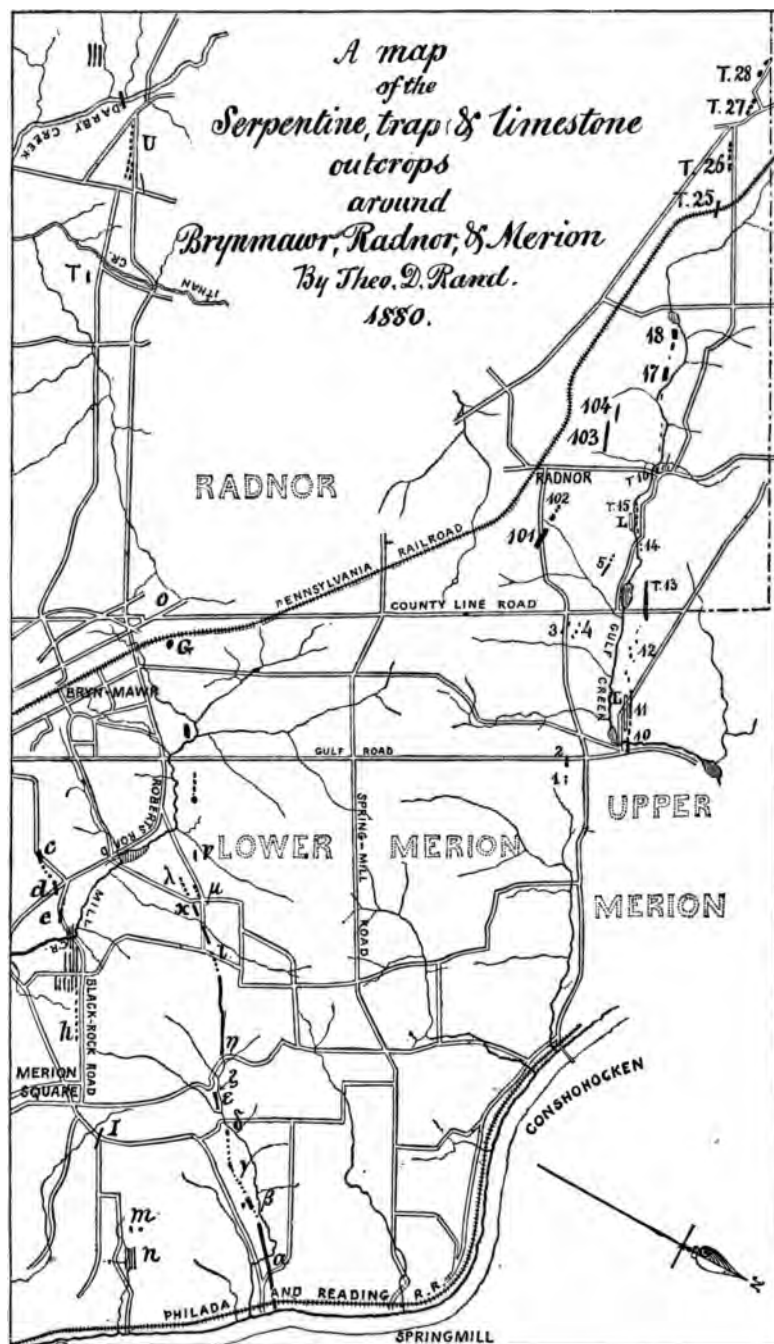 A map
of the
Serpentine, trap & limestone
outcrops
around
Brynmawr, Radnor, & Merion
By Theo. D. Rand.
1880.
T. 28
T. 27
T. 26
T. 25
DARBY CREEK
U
T 1
ITHAN
CR
18
17
104
103
RADNOR
RADNOR
T 16
102
T. 15
L
101
14
5
T. 13
PENNSYLVANIA RAILROAD
O
COUNTY LINE ROAD
3
4
GULF
CREEK
12
G
BRYN-MAWR
L
11
10
GULF ROAD
2
1
ROBERTS ROAD
SPRING-MILL
ROAD
UPPER
MERION
LOWER MERION
c
d
e
ν
λ
μ
ϰ
ι
MILL
CR
BLACK-ROCK ROAD
h
η
ζ
ε
δ
MERION
SQUARE
I
γ
β
α
m
n
CONSHOHOCKEN
PHILADA AND READING R.R.
SPRINGMILL
N